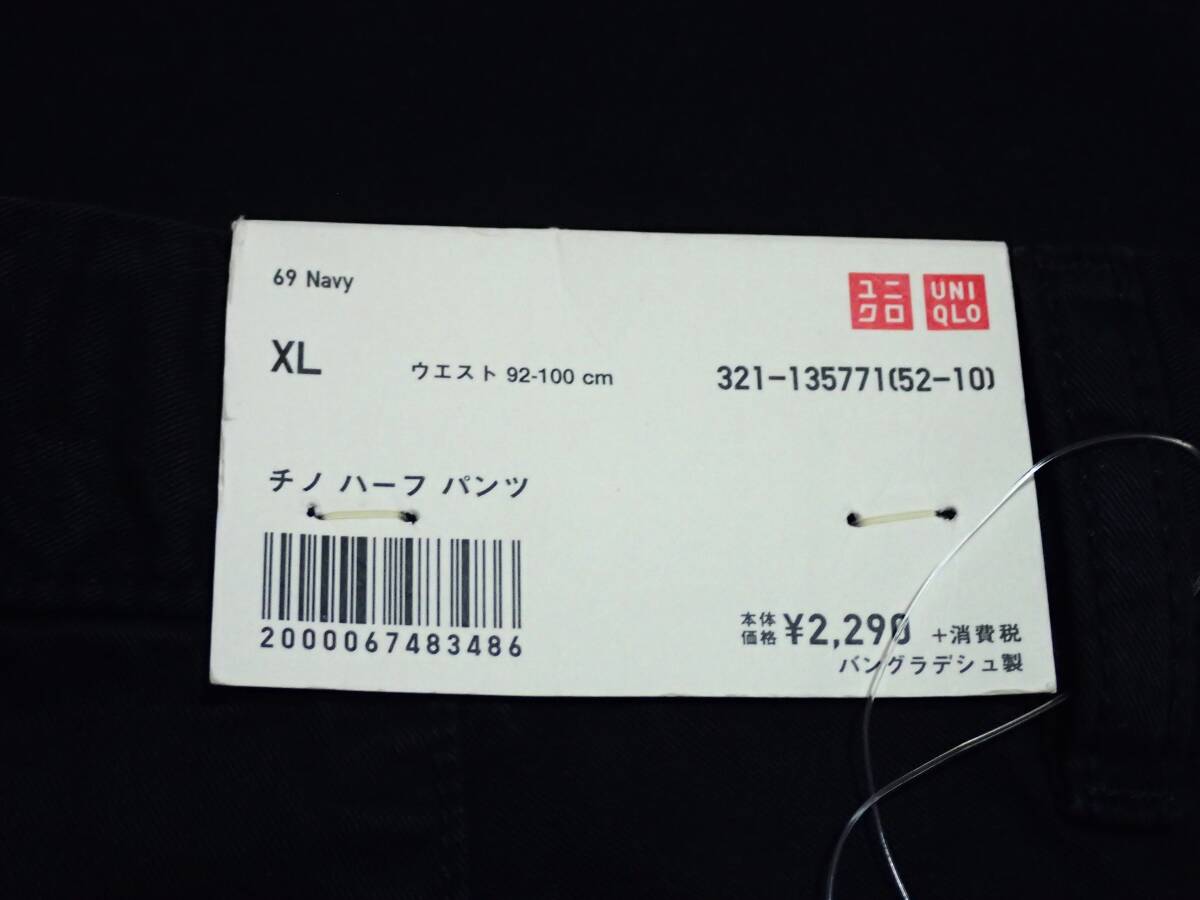 69 Navy
ユニ
クロ
UNI
QLO
XL
ウエスト 92-100 cm
321-135771(52-10)
チノ ハーフ パンツ
2000067483486
本体
価格 ¥2,290 +消費税
バングラデシュ製